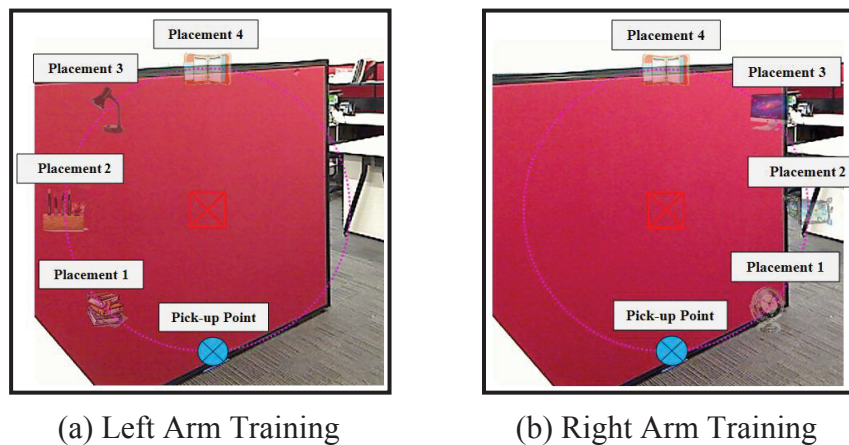 Placement 4
Placement 3
Placement 2
Placement 1
Pick-up Point
(a) Left Arm Training
Placement 4
Placement 3
Placement 2
Placement 1
Pick-up Point
(b) Right Arm Training